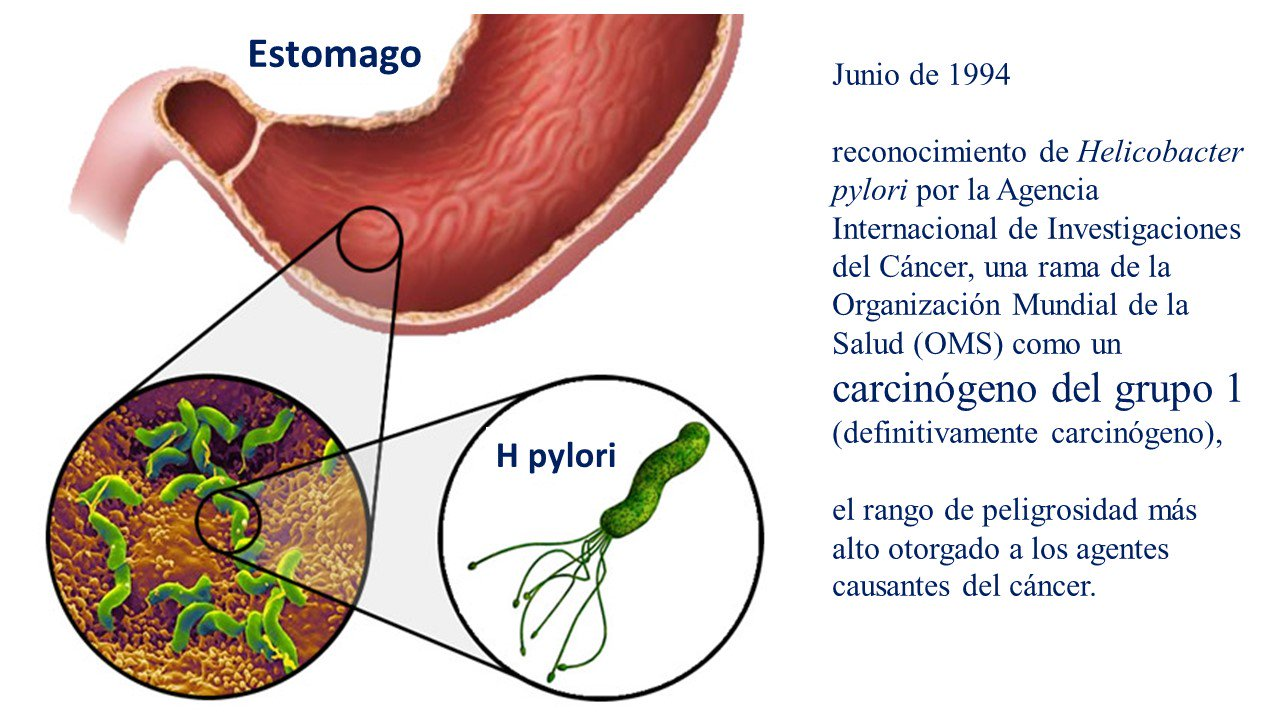 Estomago
H pylori
Junio de 1994
reconocimiento de Helicobacter
pylori por la Agencia
Internacional de Investigaciones
del Cáncer, una rama de la
Organización Mundial de la
Salud (OMS) como un
carcinógeno del grupo 1
(definitivamente carcinógeno),
el rango de peligrosidad más
alto otorgado a los agentes
causantes del cáncer.